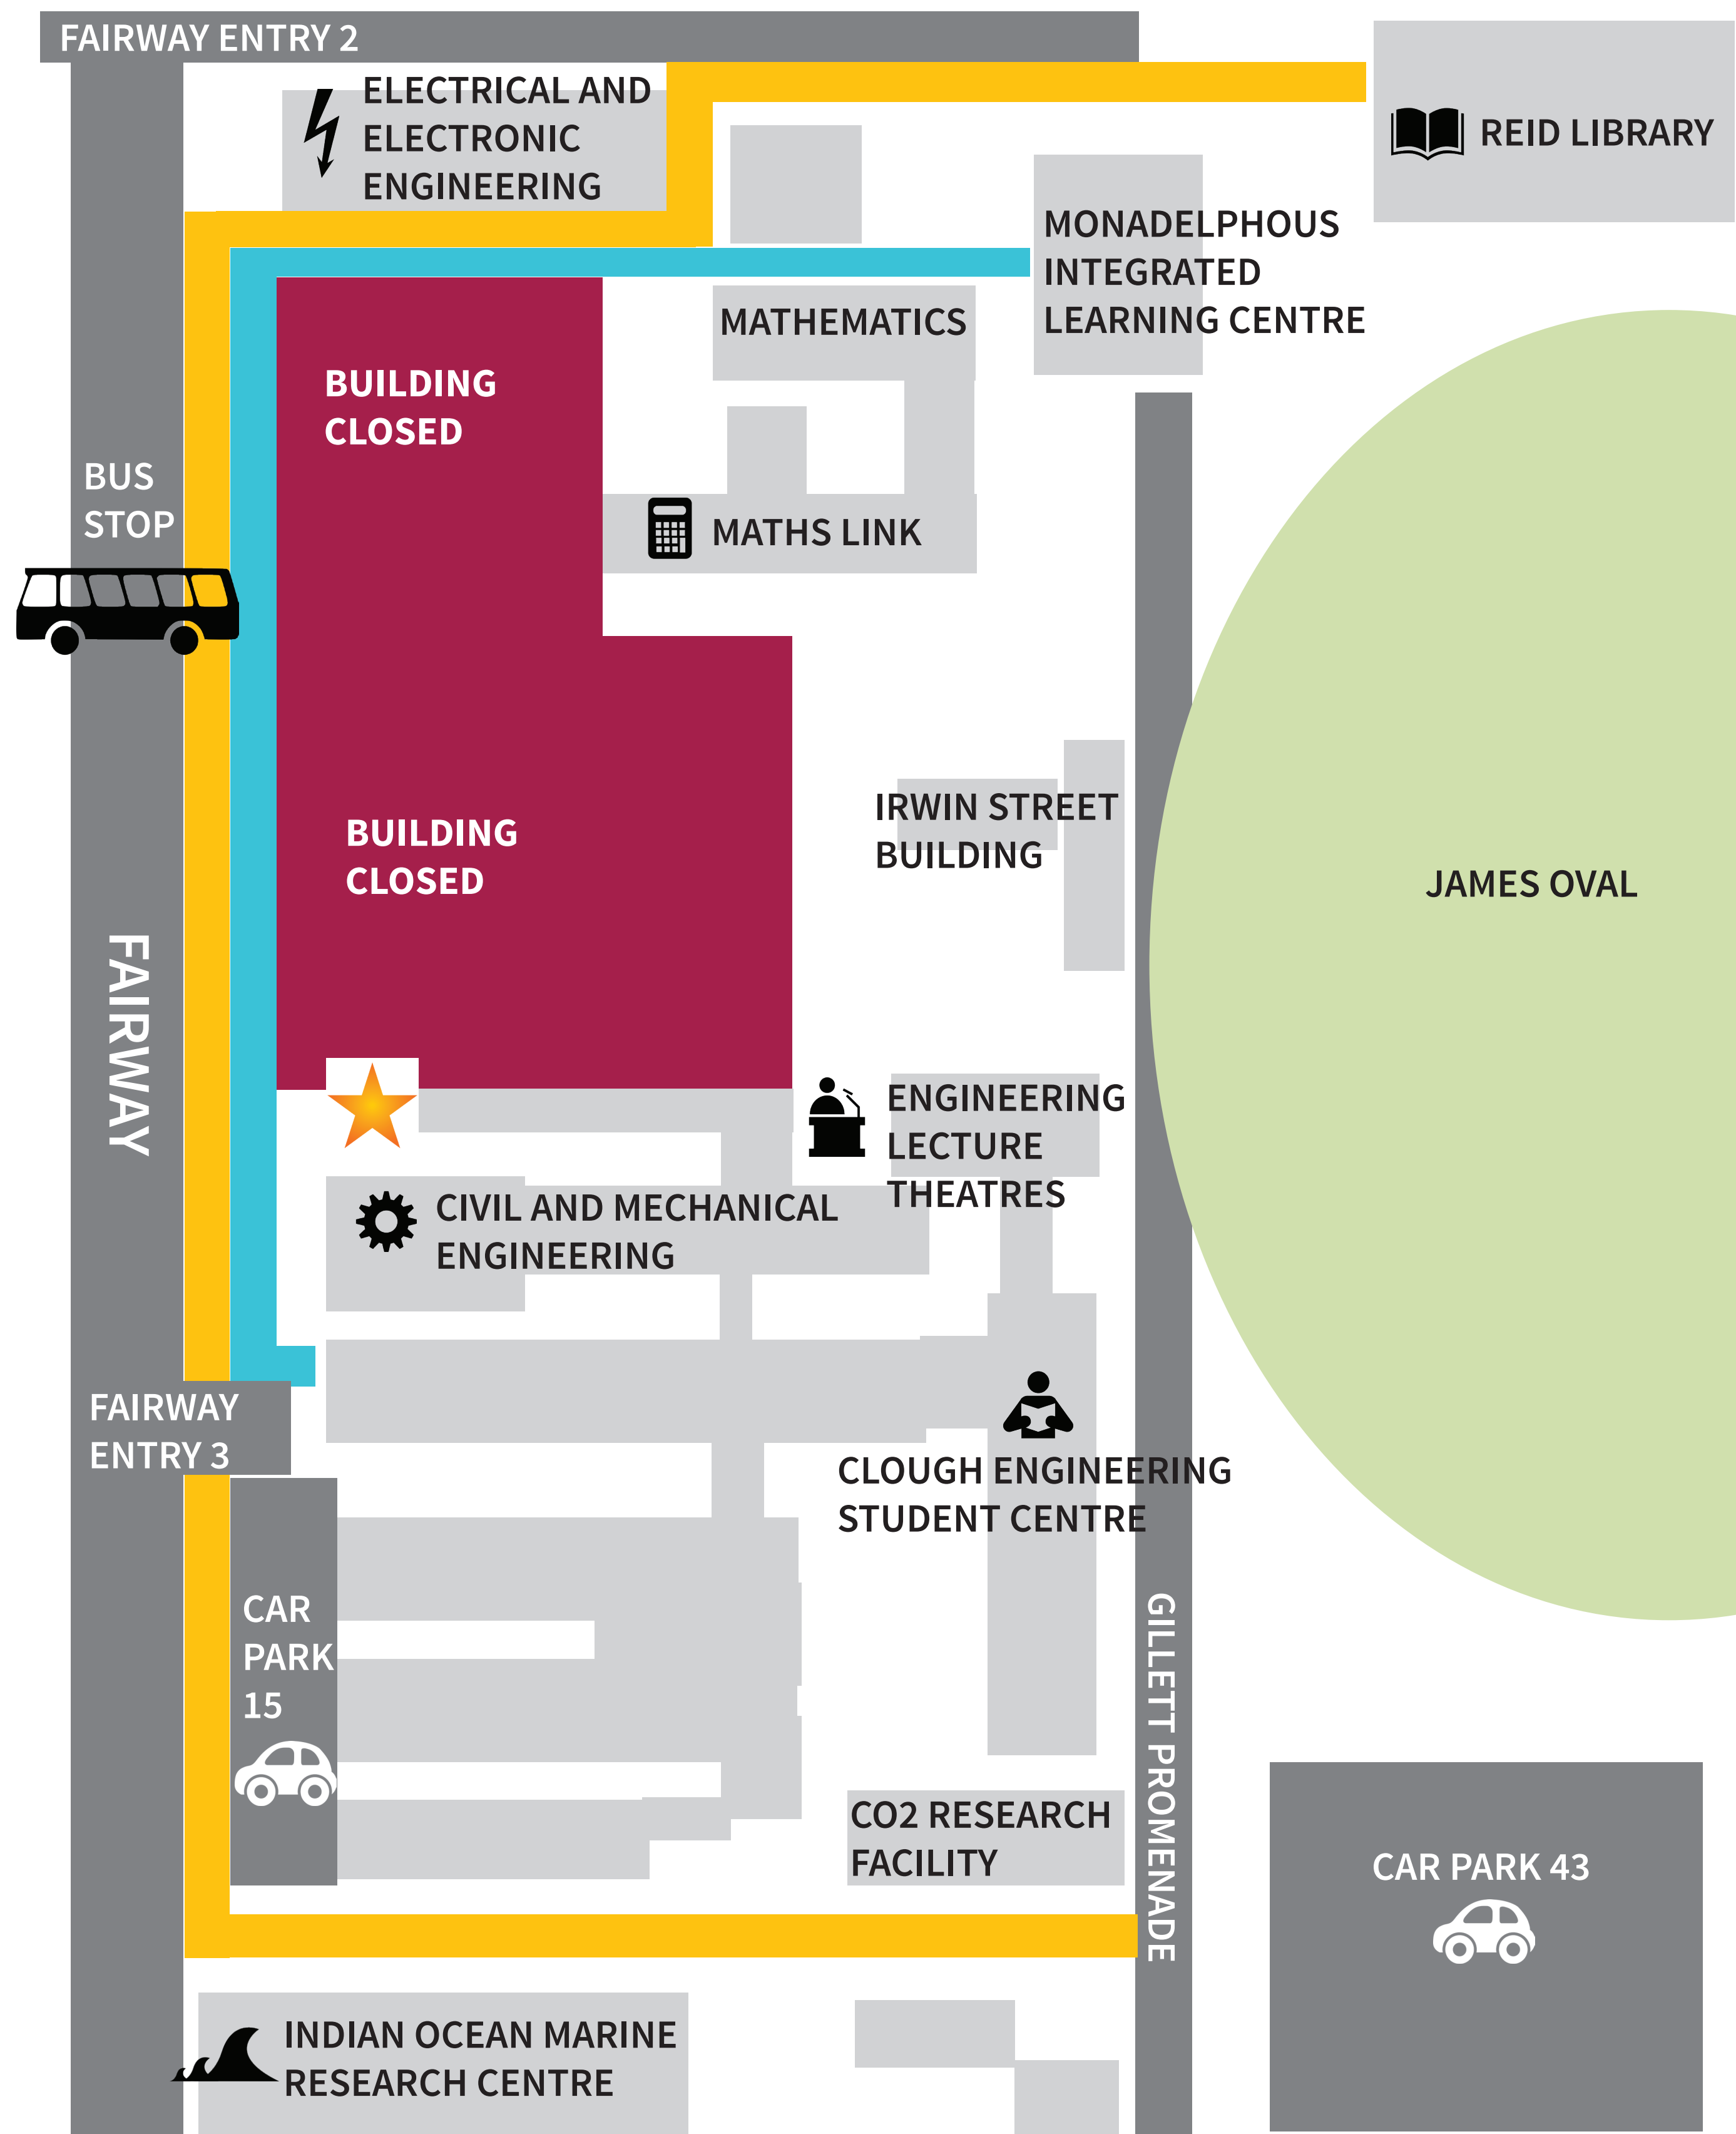 FAIRWAY ENTRY 2
ELECTRICAL AND
ELECTRONIC
ENGINEERING
REID LIBRARY
MONADELPHOUS
INTEGRATED
LEARNING CENTRE
MATHEMATICS
BUILDING
CLOSED
BUS
STOP
MATHS LINK
IRWIN STREET
BUILDING
BUILDING
CLOSED
JAMES OVAL
FAIRWAY
ENGINEERING
LECTURE
THEATRES
CIVIL AND MECHANICAL
ENGINEERING
FAIRWAY
ENTRY 3
CLOUGH ENGINEERING
STUDENT CENTRE
CAR
PARK
15
GILLETT PROMENADE
CO2 RESEARCH
FACILITY
CAR PARK 43
INDIAN OCEAN MARINE
RESEARCH CENTRE